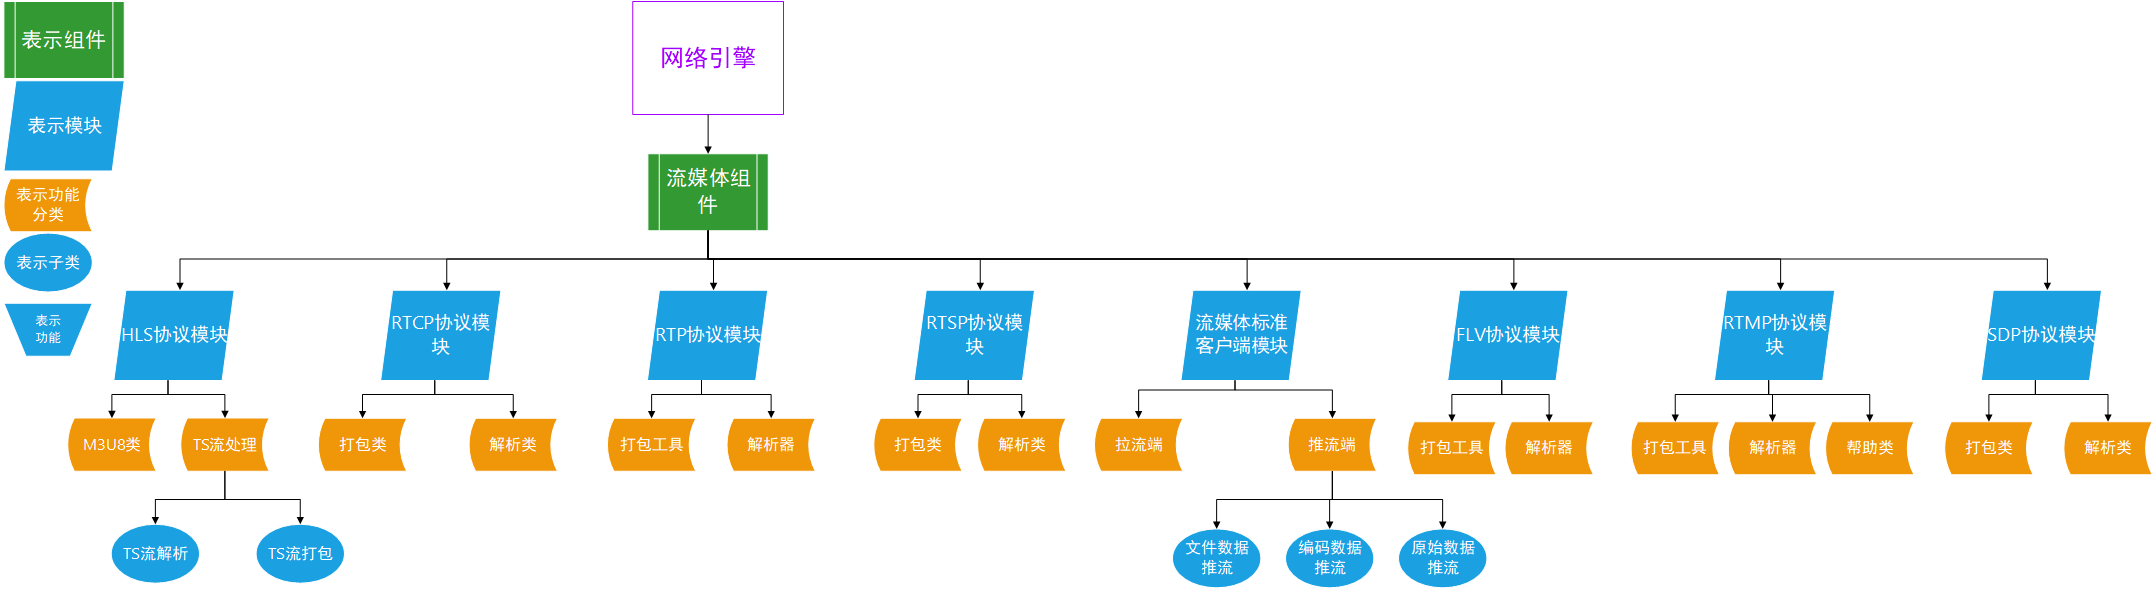 表示组件
表示模块
表示功能
分类
表示子类
表示
功能
网络引擎
流媒体组
件
HLS协议模块
RTCP协议模
块
RTP协议模块
RTSP协议模
块
流媒体标准
客户端模块
FLV协议模块
RTMP协议模
块
SDP协议模块
M3U8类
TS流处理
打包类
解析类
打包工具
解析器
打包类
解析类
拉流端
推流端
打包工具
解析器
打包工具
解析器
帮助类
打包类
解析类
TS流解析
TS流打包
文件数据
推流
编码数据
推流
原始数据
推流